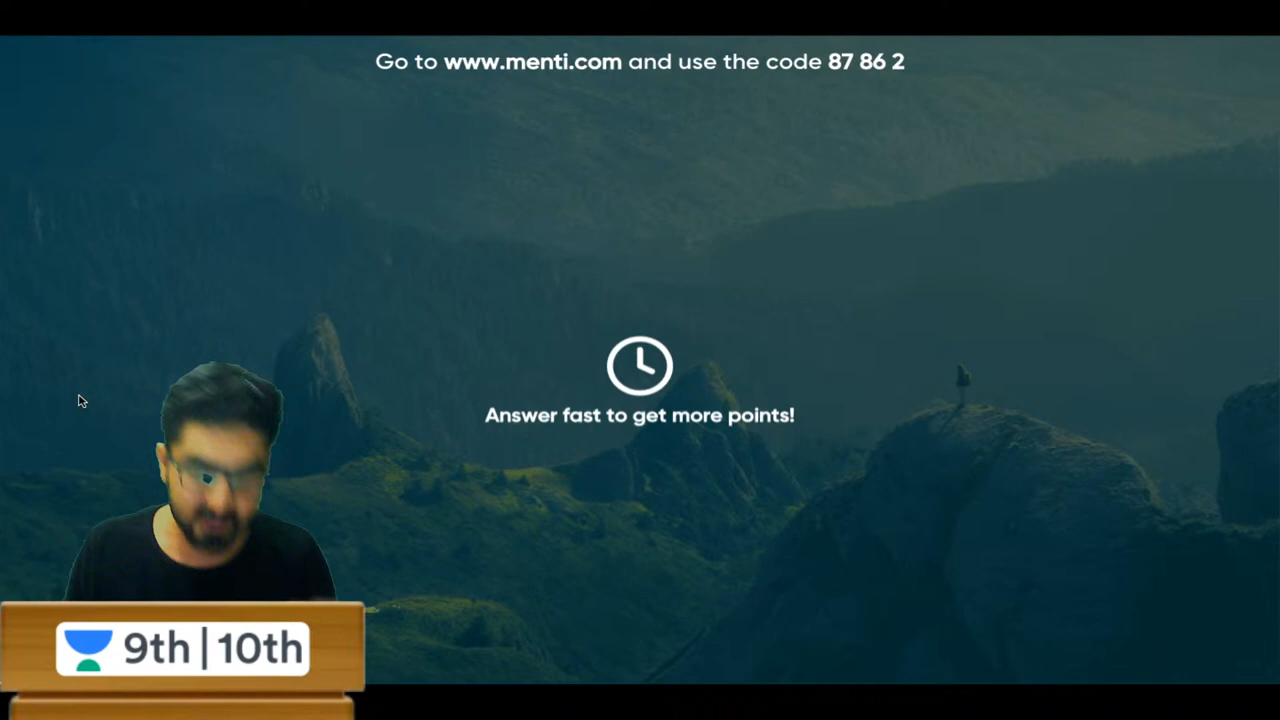 Go to www.menti.com and use the code 87 86 2
Answer fast to get more points!
9th | 10th